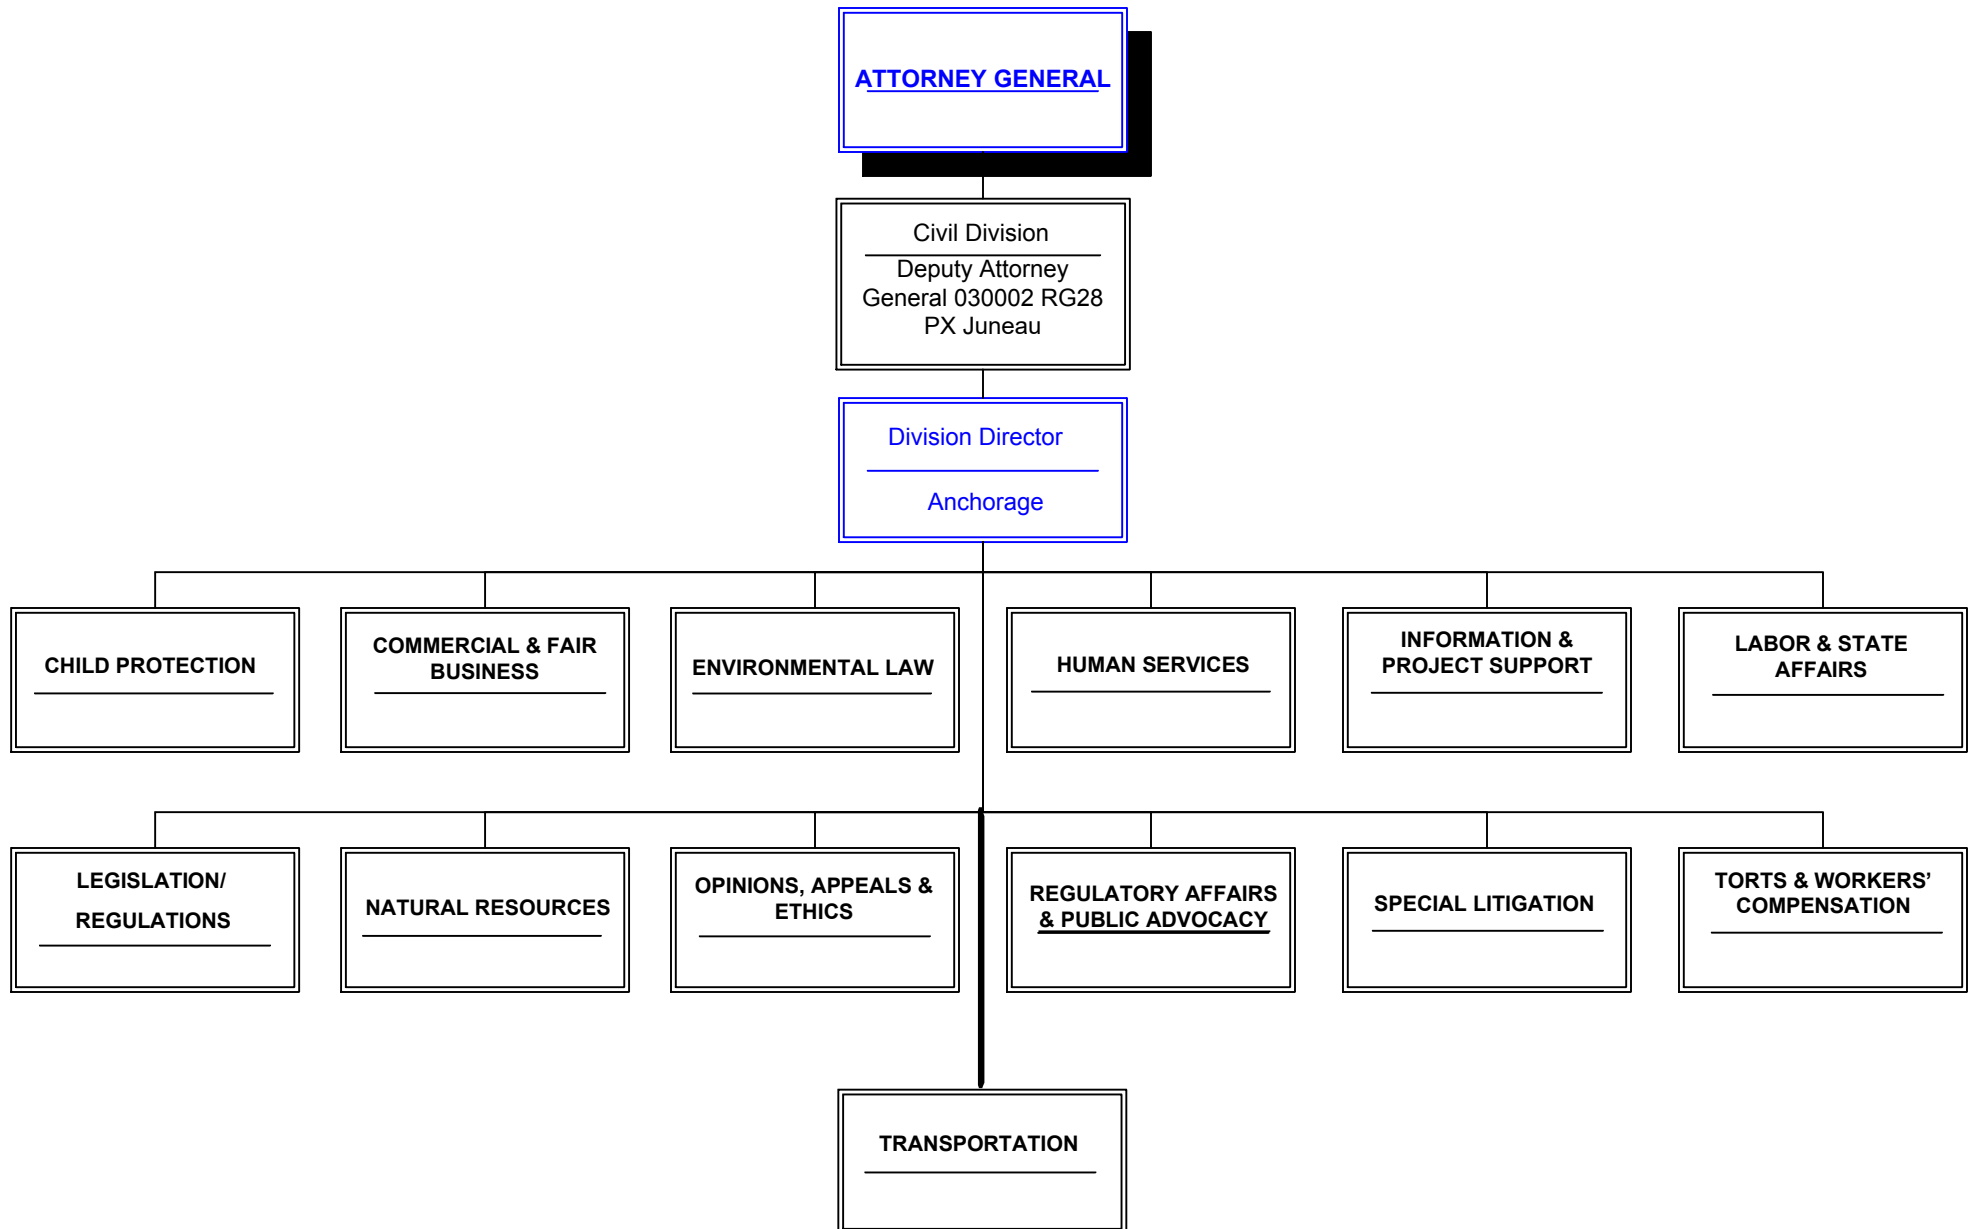 ATTORNEY GENERAL
Civil Division
Deputy Attorney
General 030002 RG28
PX Juneau
Division Director
Anchorage
CHILD PROTECTION
COMMERCIAL & FAIR
BUSINESS
ENVIRONMENTAL LAW
HUMAN SERVICES
INFORMATION &
PROJECT SUPPORT
LABOR & STATE
AFFAIRS
LEGISLATION/
REGULATIONS
NATURAL RESOURCES
OPINIONS, APPEALS &
ETHICS
REGULATORY AFFAIRS
& PUBLIC ADVOCACY
SPECIAL LITIGATION
TORTS & WORKERS’
COMPENSATION
TRANSPORTATION